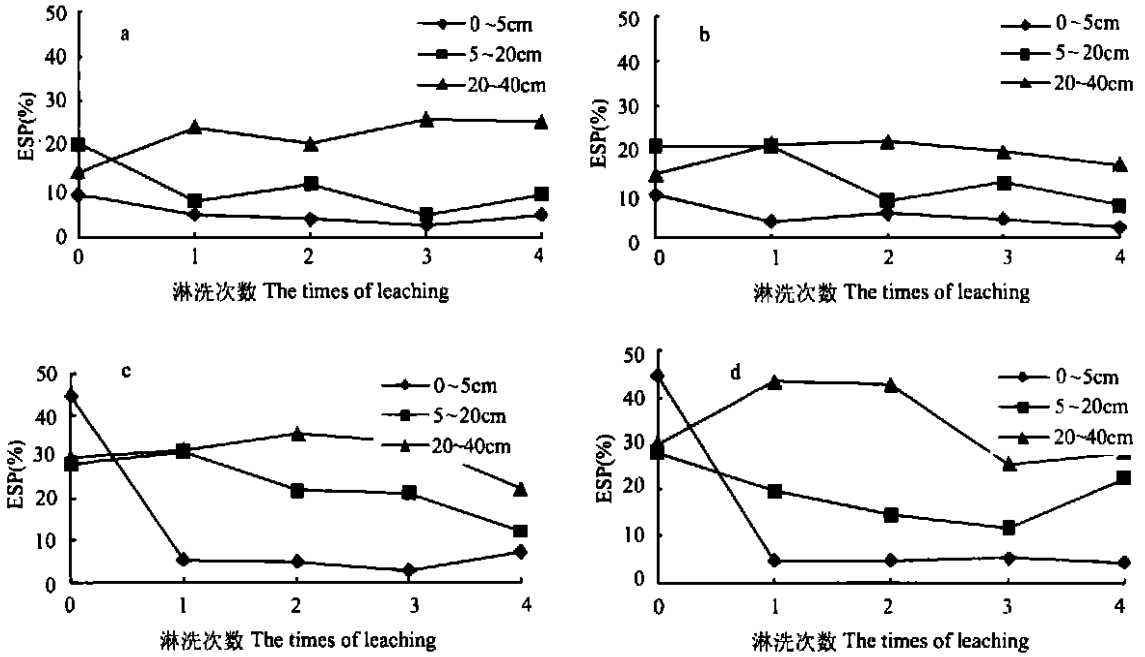 a
ESP(%)
50
40
30
20
10
0
0 1 2 3 4
0~5cm
5~20cm
20~40cm
淋洗次数 The times of leaching
b
ESP(%)
50
40
30
20
10
0
0 1 2 3 4
0~5cm
5~20cm
20~40cm
淋洗次数 The times of leaching
c
ESP(%)
50
40
30
20
10
0
0 1 2 3 4
0~5cm
5~20cm
20~40cm
淋洗次数 The times of leaching
d
ESP(%)
50
40
30
20
10
0
0 1 2 3 4
0~5cm
5~20cm
20~40cm
淋洗次数 The times of leaching